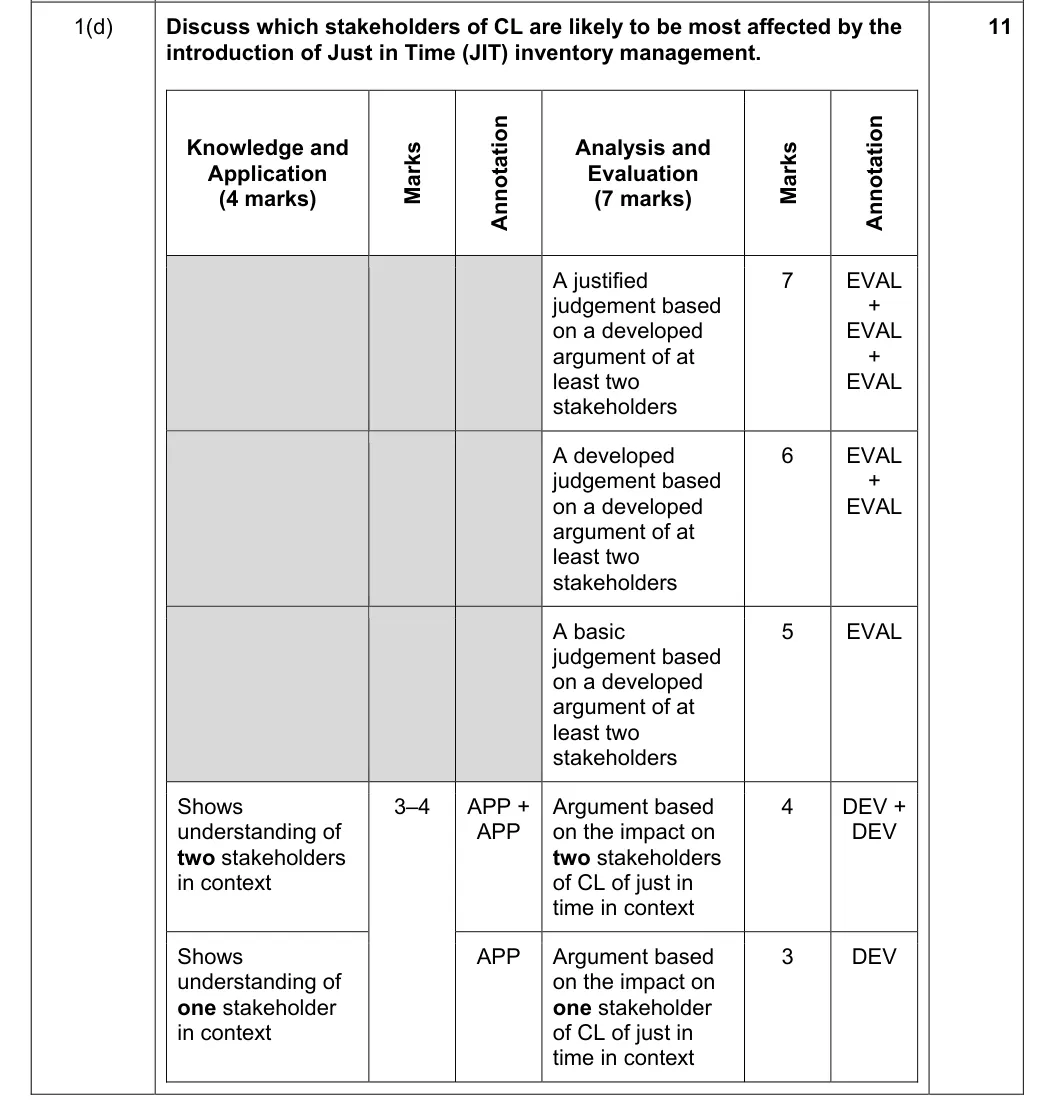 1(d)
Discuss which stakeholders of CL are likely to be most affected by the
introduction of Just in Time (JIT) inventory management.
11
Knowledge and
Application
(4 marks)
Marks
Annotation
Analysis and
Evaluation
(7 marks)
Marks
Annotation
A justified
judgement based
on a developed
argument of at
least two
stakeholders
7
EVAL
+
EVAL
+
EVAL
A developed
judgement based
on a developed
argument of at
least two
stakeholders
6
EVAL
+
EVAL
A basic
judgement based
on a developed
argument of at
least two
stakeholders
5
EVAL
Shows
understanding of
two stakeholders
in context
3–4
APP +
APP
Argument based
on the impact on
two stakeholders
of CL of just in
time in context
4
DEV +
DEV
Shows
understanding of
one stakeholder
in context
APP
Argument based
on the impact on
one stakeholder
of CL of just in
time in context
3
DEV